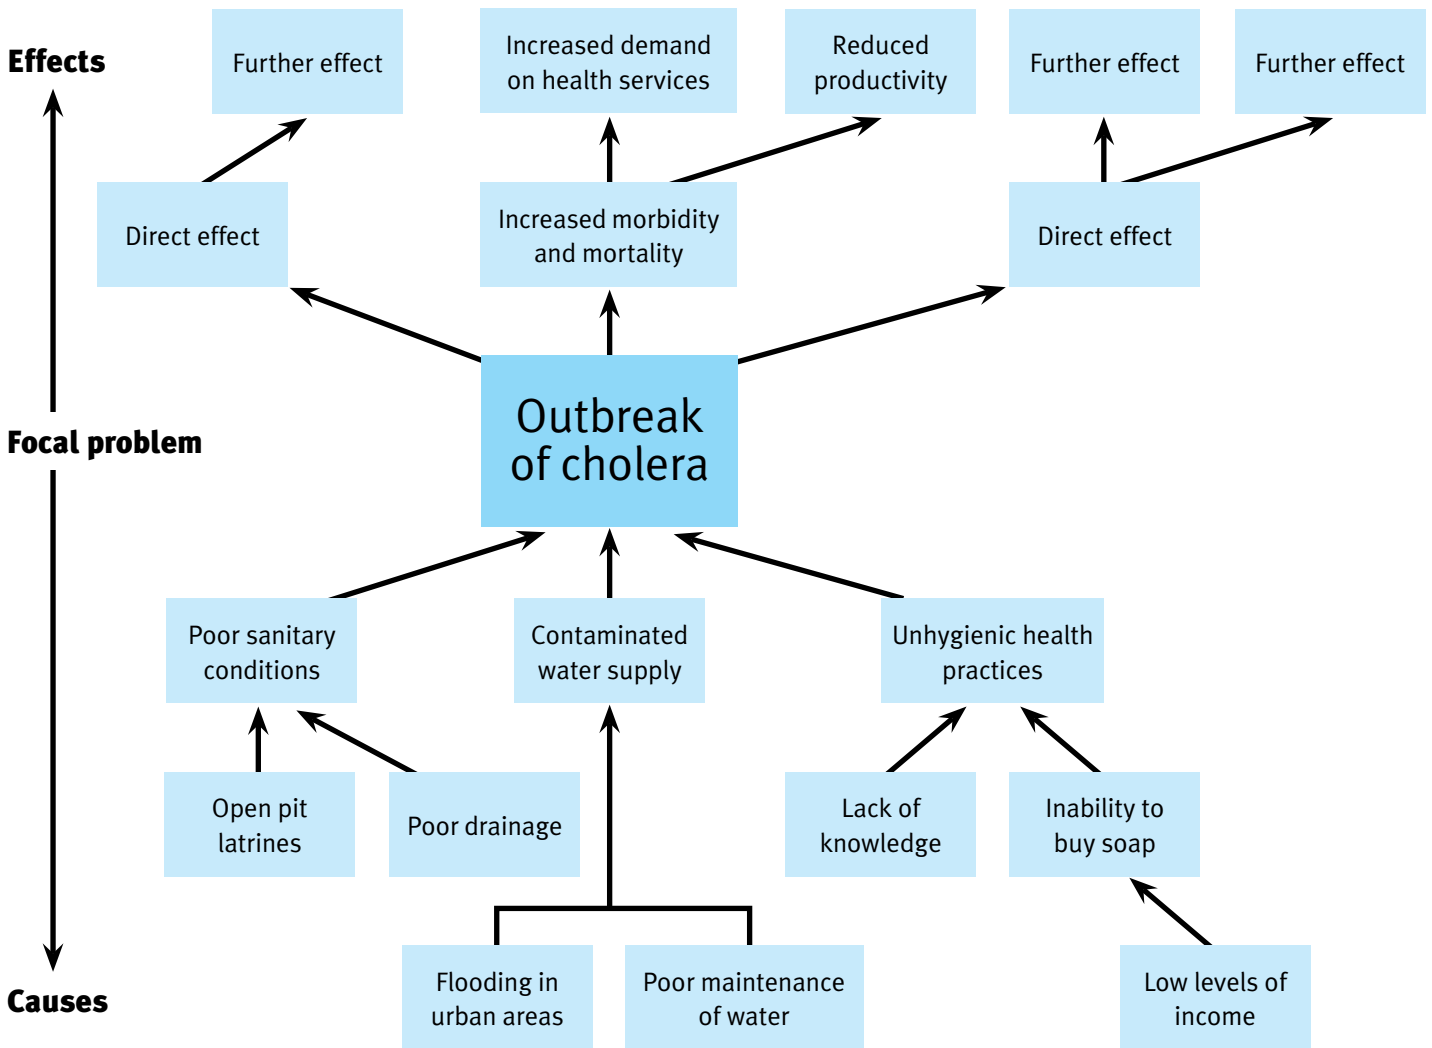 Effects
Further effect
Increased demand
on health services
Reduced
productivity
Further effect
Further effect
Direct effect
Increased morbidity
and mortality
Direct effect
Focal problem
Outbreak
of cholera
Poor sanitary
conditions
Contaminated
water supply
Unhygienic health
practices
Open pit
latrines
Poor drainage
Lack of
knowledge
Inability to
buy soap
Causes
Flooding in
urban areas
Poor maintenance
of water
Low levels of
income